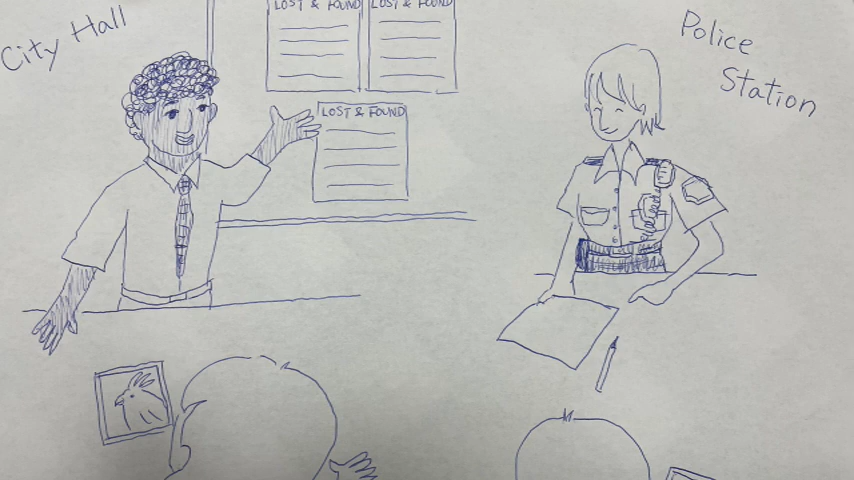 City Hall
LOST & FOUND
LOST & FOUND
LOST & FOUND
Police
Station